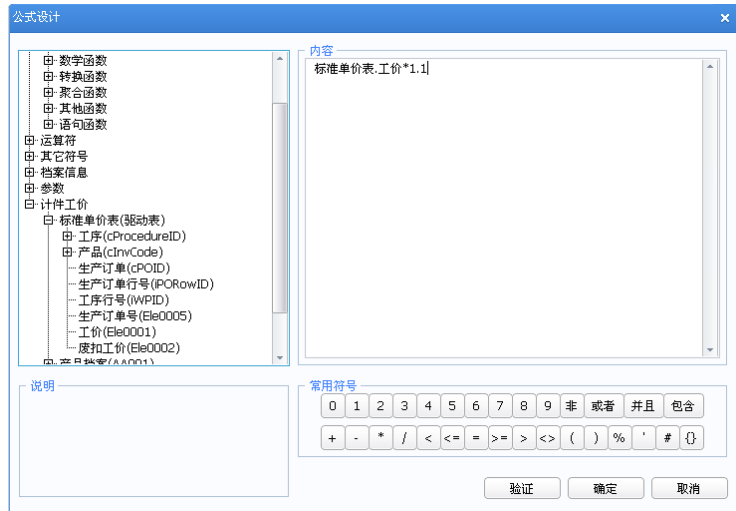 公式设计
数学函数
转换函数
聚合函数
其他函数
语句函数
运算符
其它符号
档案信息
参数
计件工价
标准单价表(驱动表)
工序(cProcedureID)
产品(cInvCode)
生产订单(cPOID)
生产订单行号(iPORowID)
工序行号(iWPID)
生产订单号(Ele0005)
工价(Ele0001)
废扣工价(Ele0002)
产品档案(AA001)
内容
标准单价表.工价*1.1
说明
常用符号
0 1 2 3 4 5 6 7 8 9 非 或者 并且 包含
+ - * / < <= = >= > <> ( ) % ' # {}
验证 确定 取消